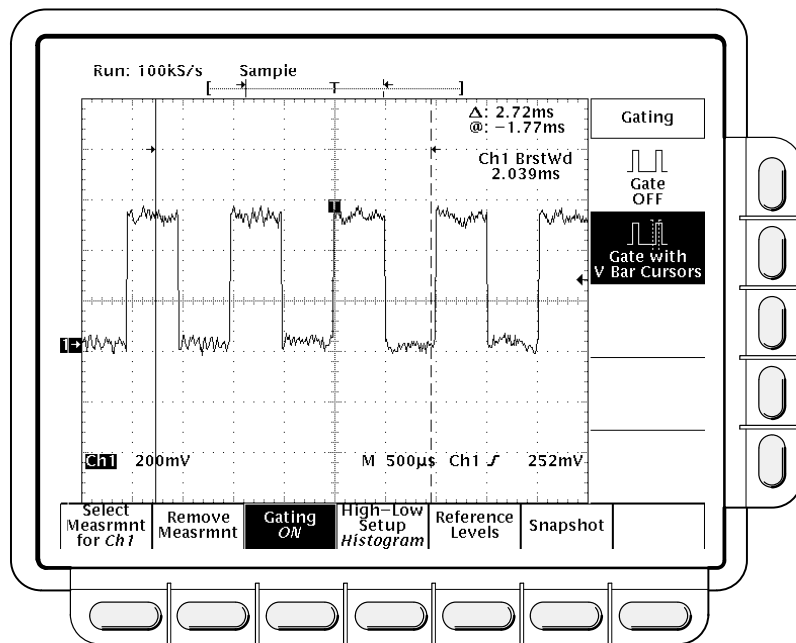 Run: 100kS/s Sample
[ T ]
Δ: 2.72ms
@: −1.77ms
Ch1 BrstWd
2.039ms
T
1→
Ch1 200mV M 500µs Ch1 252mV
Gating
Gate
OFF
Gate with
V Bar Cursors
Select
Measrmnt
for Ch1
Remove
Measrmnt
Gating
ON
High−Low
Setup
Histogram
Reference
Levels
Snapshot